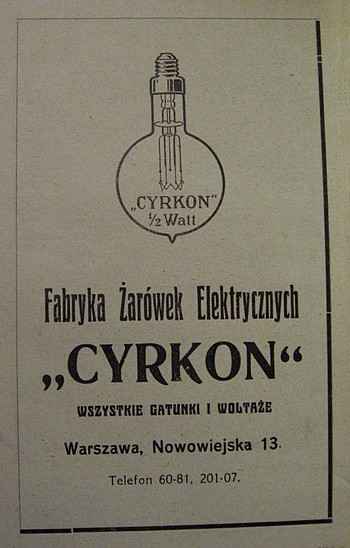 „CYRKON”
½ Watt
Fabryka Żarówek Elektrycznych
„CYRKON“
WSZYSTKIE GATUNKI I WOLTAŻE
Warszawa, Nowowiejska 13.
Telefon 60-81, 201-07.